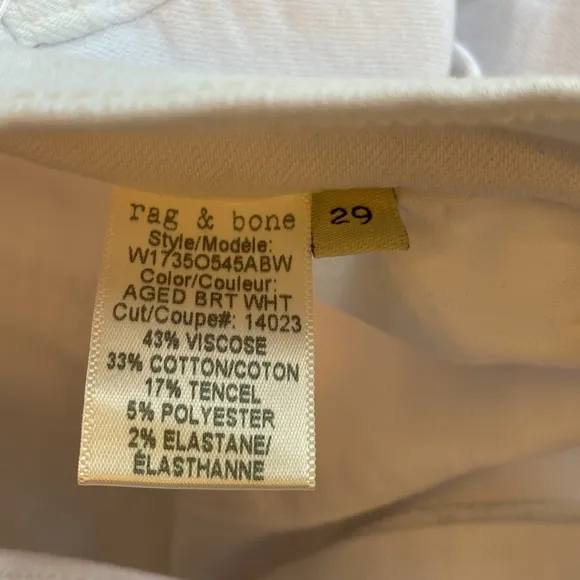 rag & bone
Style/Modèle:
W1735O545ABW
Color/Couleur:
AGED BRT WHT
Cut/Coupe#: 14023
43% VISCOSE
33% COTTON/COTON
17% TENCEL
5% POLYESTER
2% ELASTANE/
ÉLASTHANNE
29